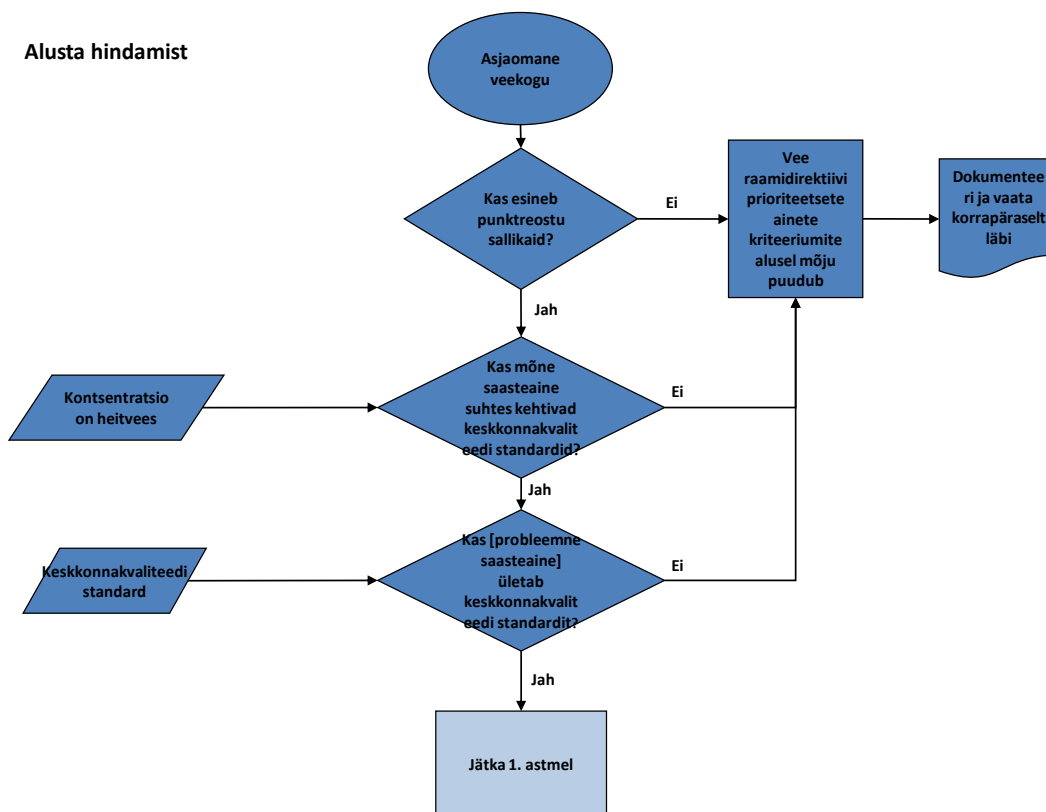 Alusta hindamist
Asjaomane
veekogu
Kas esineb
punktreostu
sallikaid?
Ei
Vee
raamidirektiivi
prioriteetsete
ainete
kriteeriumite
alusel mõju
puudub
Dokumentee
ri ja vaata
korrapäraselt
läbi
Jah
Kontsentratsio
on heitvees
Kas mõne
saasteaine
suhtes kehtivad
keskkonnakvalit
eedi standardid?
Ei
Jah
Keskkonnakvaliteedi
standard
Kas [probleemne
saasteaine]
ületab
keskkonnakvalit
eedi standardit?
Ei
Jah
Jätka 1. astmel